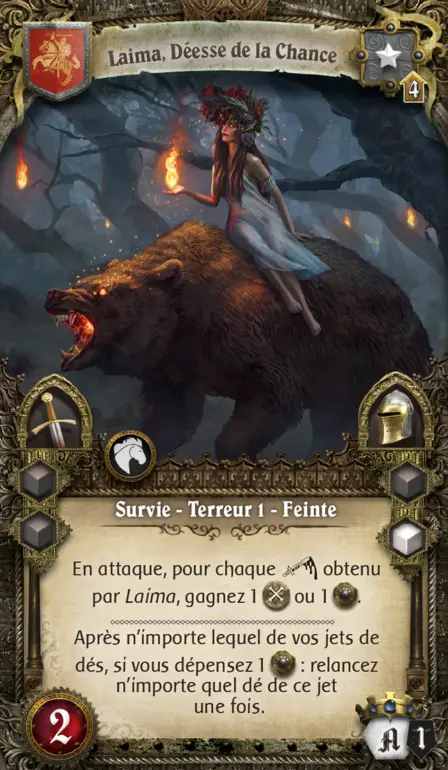 Laima, Déesse de la Chance
4
Survie - Terreur 1 - Feinte
En attaque, pour chaque obtenu
par Laima, gagnez 1 ou 1 .
Après n'importe lequel de vos jets de
dés, si vous dépensez 1 : relancez
n'importe quel dé de ce jet
une fois.
2
A 1